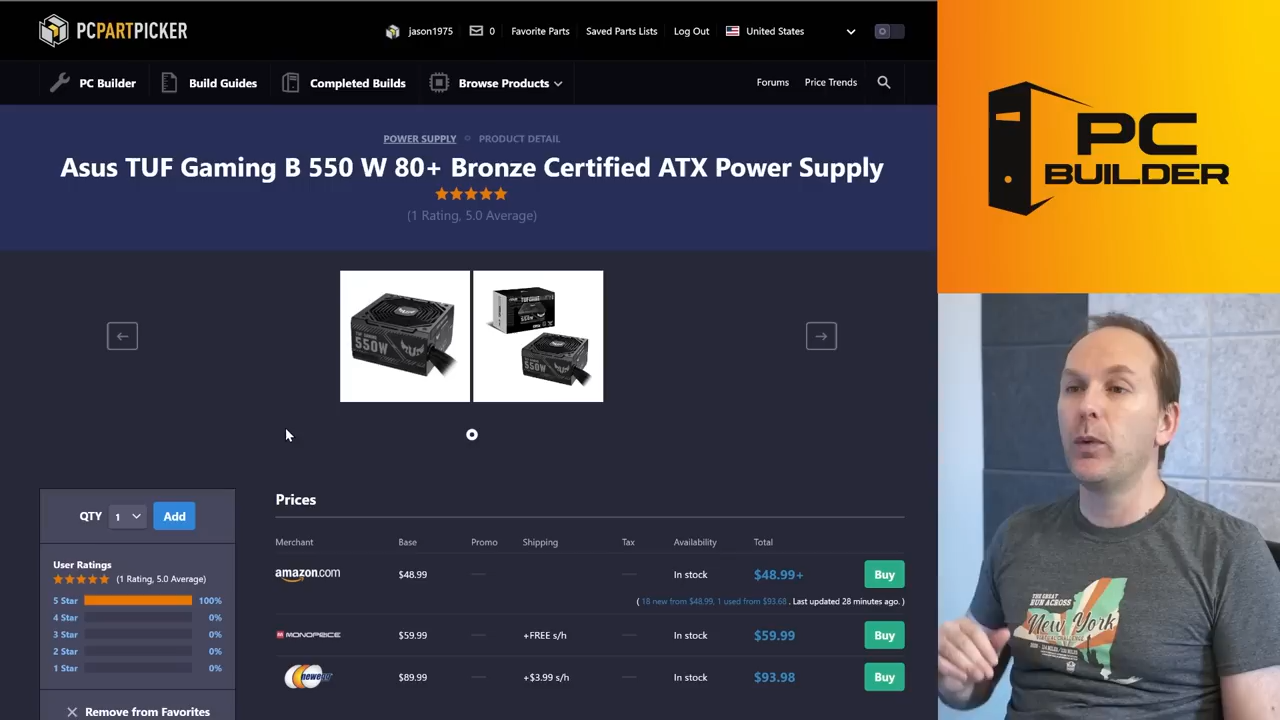 PCPARTPICKER
jason1975
0
Favorite Parts
Saved Parts Lists
Log Out
United States
PC Builder
Build Guides
Completed Builds
Browse Products
Forums
Price Trends
POWER SUPPLY
PRODUCT DETAIL
Asus TUF Gaming B 550 W 80+ Bronze Certified ATX Power Supply
(1 Rating, 5.0 Average)
550W
550W
QTY 1 Add
User Ratings
(1 Rating, 5.0 Average)
5 Star 100%
4 Star 0%
3 Star 0%
2 Star 0%
1 Star 0%
Remove from Favorites
Prices
Merchant Base Promo Shipping Tax Availability Total
amazon.com $48.99 — — In stock $48.99+ Buy
( 18 new from $48.99, 1 used from $93.68. Last updated 28 minutes ago. )
MONOPRICE $59.99 — +FREE s/h — In stock $59.99 Buy
newegg $89.99 — +$3.99 s/h — In stock $93.98 Buy
PC
BUILDER
THE GREAT
RUN ACROSS
New York